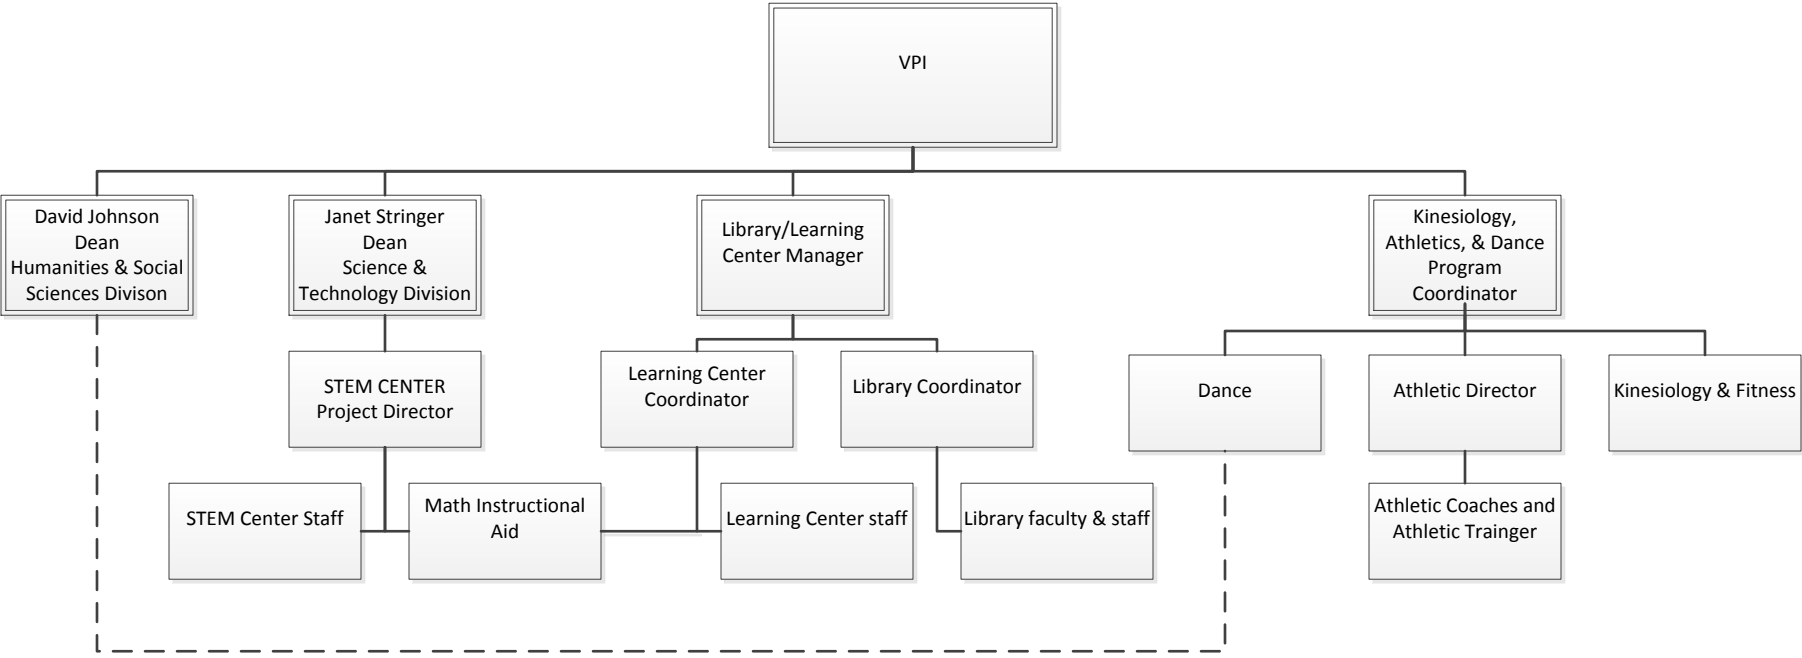 VPI
David Johnson
Dean
Humanities & Social
Sciences Divison
Janet Stringer
Dean
Science &
Technology Division
Library/Learning
Center Manager
Kinesiology,
Athletics, & Dance
Program
Coordinator
STEM CENTER
Project Director
Learning Center
Coordinator
Library Coordinator
Dance
Athletic Director
Kinesiology & Fitness
STEM Center Staff
Math Instructional
Aid
Learning Center staff
Library faculty & staff
Athletic Coaches and
Athletic Trainger